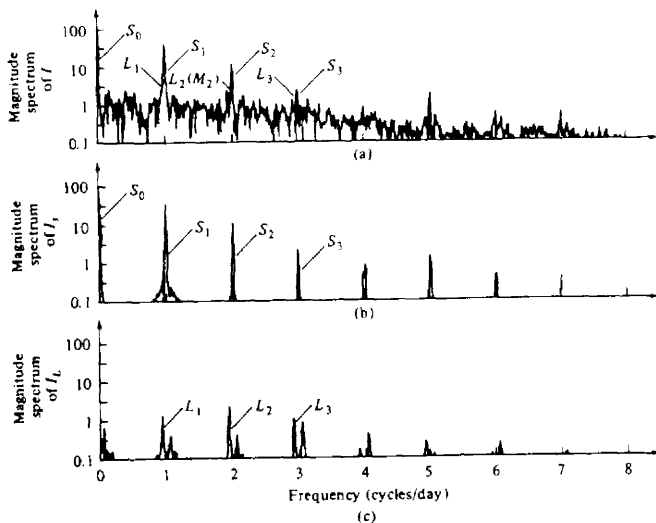 Magnitude
spectrum
of I
100
10
1
0.1
S₀
L₁
S₁
L₂(M₂)
S₂
L₃
S₃
(a)
Magnitude
spectrum
of Iₛ
100
10
1
0.1
S₀
S₁
S₂
S₃
(b)
Magnitude
spectrum
of I_L
100
10
1
0.1
L₁
L₂
L₃
0 1 2 3 4 5 6 7 8
Frequency (cycles/day)
(c)